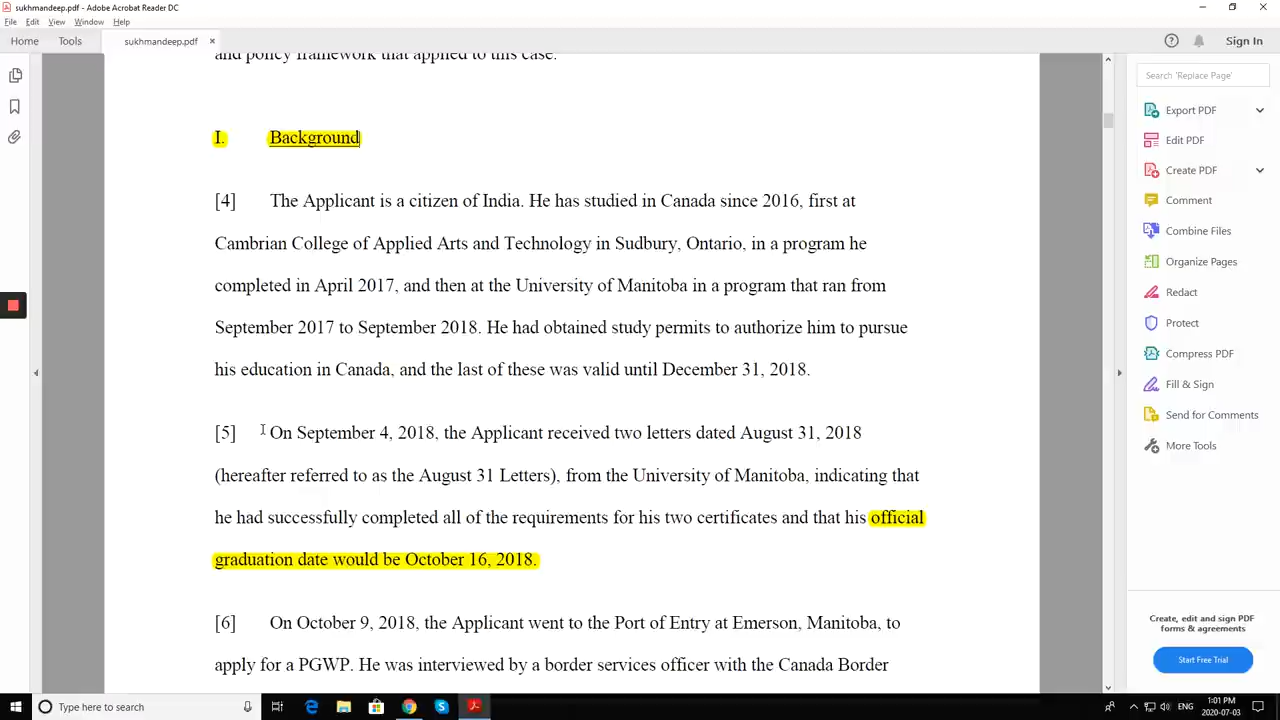 sukhmandeep.pdf - Adobe Acrobat Reader DC
File Edit View Window Help
Home Tools sukhmandeep.pdf × Sign In
and policy framework that applied to this case.
Search 'Replace Page'
I. Background
[4] The Applicant is a citizen of India. He has studied in Canada since 2016, first at
Cambrian College of Applied Arts and Technology in Sudbury, Ontario, in a program he
completed in April 2017, and then at the University of Manitoba in a program that ran from
September 2017 to September 2018. He had obtained study permits to authorize him to pursue
his education in Canada, and the last of these was valid until December 31, 2018.
[5] On September 4, 2018, the Applicant received two letters dated August 31, 2018
(hereafter referred to as the August 31 Letters), from the University of Manitoba, indicating that
he had successfully completed all of the requirements for his two certificates and that his official
graduation date would be October 16, 2018.
[6] On October 9, 2018, the Applicant went to the Port of Entry at Emerson, Manitoba, to
apply for a PGWP. He was interviewed by a border services officer with the Canada Border
Export PDF
Edit PDF
Create PDF
Comment
Combine Files
Organize Pages
Redact
Protect
Compress PDF
Fill & Sign
Send for Comments
More Tools
Create, edit and sign PDF
forms & agreements
Start Free Trial
Type here to search
ENG
1:01 PM
2020-07-03